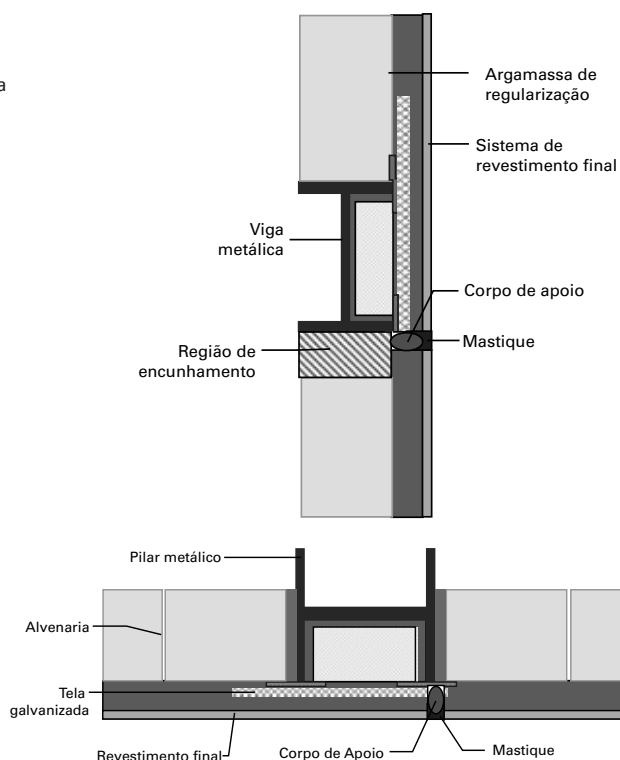 a
Argamassa de
regularização
Sistema de
revestimento final
Viga
metálica
Corpo de apoio
Mastique
Região de
encunhamento
Pilar metálico
Alvenaria
Tela
galvanizada
Revestimento final
Corpo de Apoio
Mastique